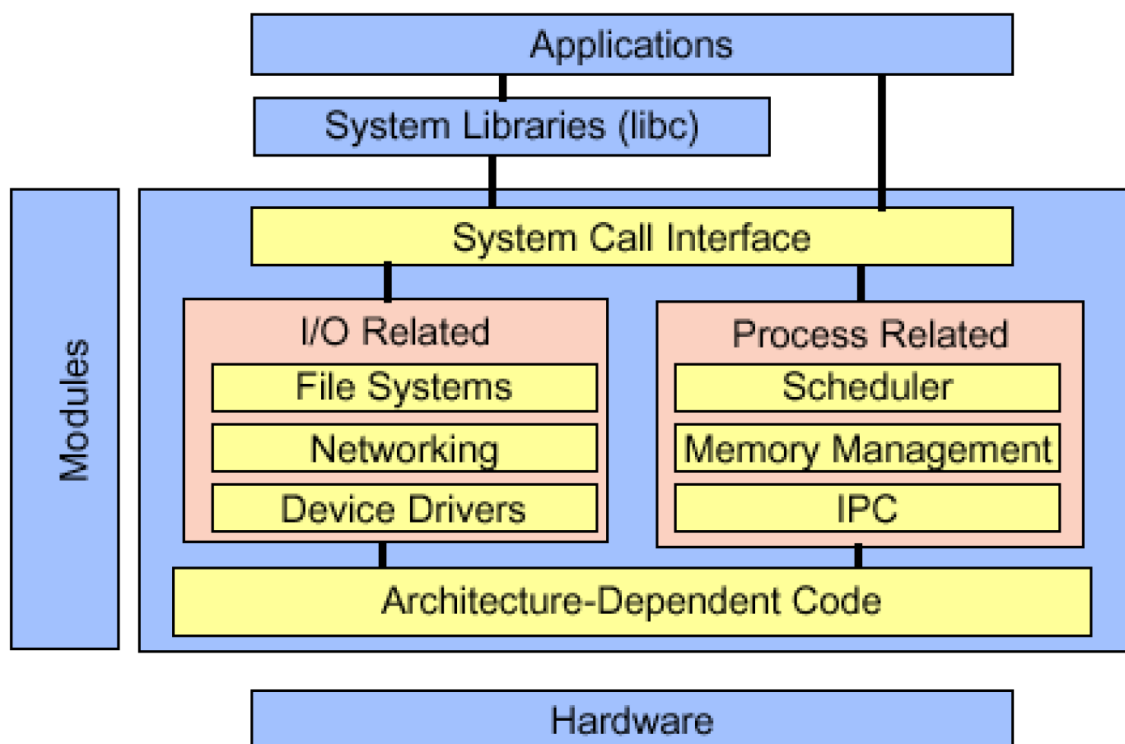 Applications
System Libraries (libc)
Modules
System Call Interface
I/O Related
File Systems
Networking
Device Drivers
Process Related
Scheduler
Memory Management
IPC
Architecture-Dependent Code
Hardware